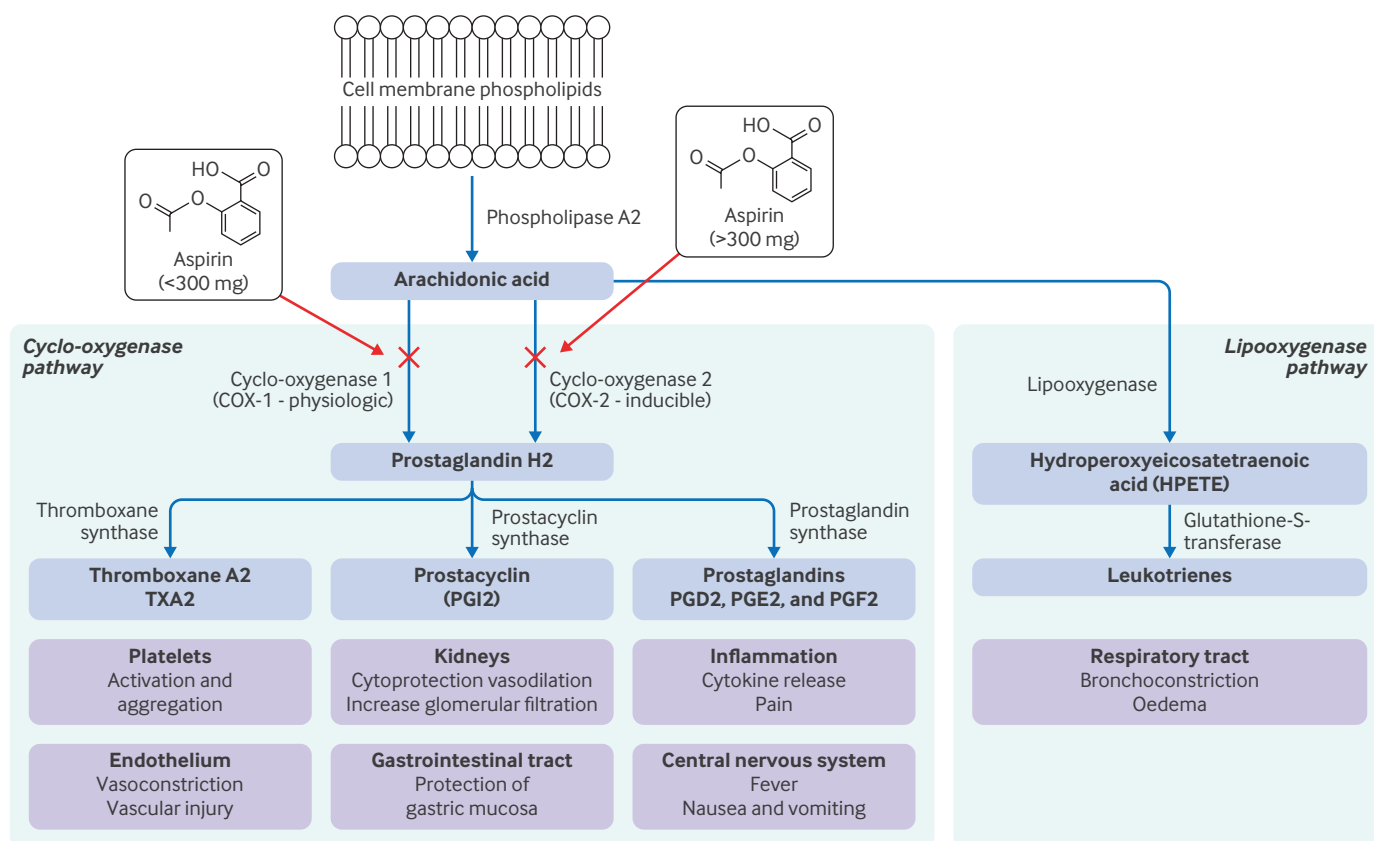 Cell membrane phospholipids
HO
O
O
O
Aspirin
(<300 mg)
HO
O
O
O
Aspirin
(>300 mg)
Phospholipase A2
Arachidonic acid
Cyclo-oxygenase
pathway
Cyclo-oxygenase 1
(COX-1 - physiologic)
Cyclo-oxygenase 2
(COX-2 - inducible)
Prostaglandin H2
Thromboxane
synthase
Prostacyclin
synthase
Prostaglandin
synthase
Thromboxane A2
TXA2
Prostacyclin
(PGI2)
Prostaglandins
PGD2, PGE2, and PGF2
Platelets
Activation and
aggregation
Kidneys
Cytoprotection vasodilation
Increase glomerular filtration
Inflammation
Cytokine release
Pain
Endothelium
Vasoconstriction
Vascular injury
Gastrointestinal tract
Protection of
gastric mucosa
Central nervous system
Fever
Nausea and vomiting
Lipooxygenase
pathway
Lipooxygenase
Hydroperoxyeicosatetraenoic
acid (HPETE)
Glutathione-S-
transferase
Leukotrienes
Respiratory tract
Bronchoconstriction
Oedema